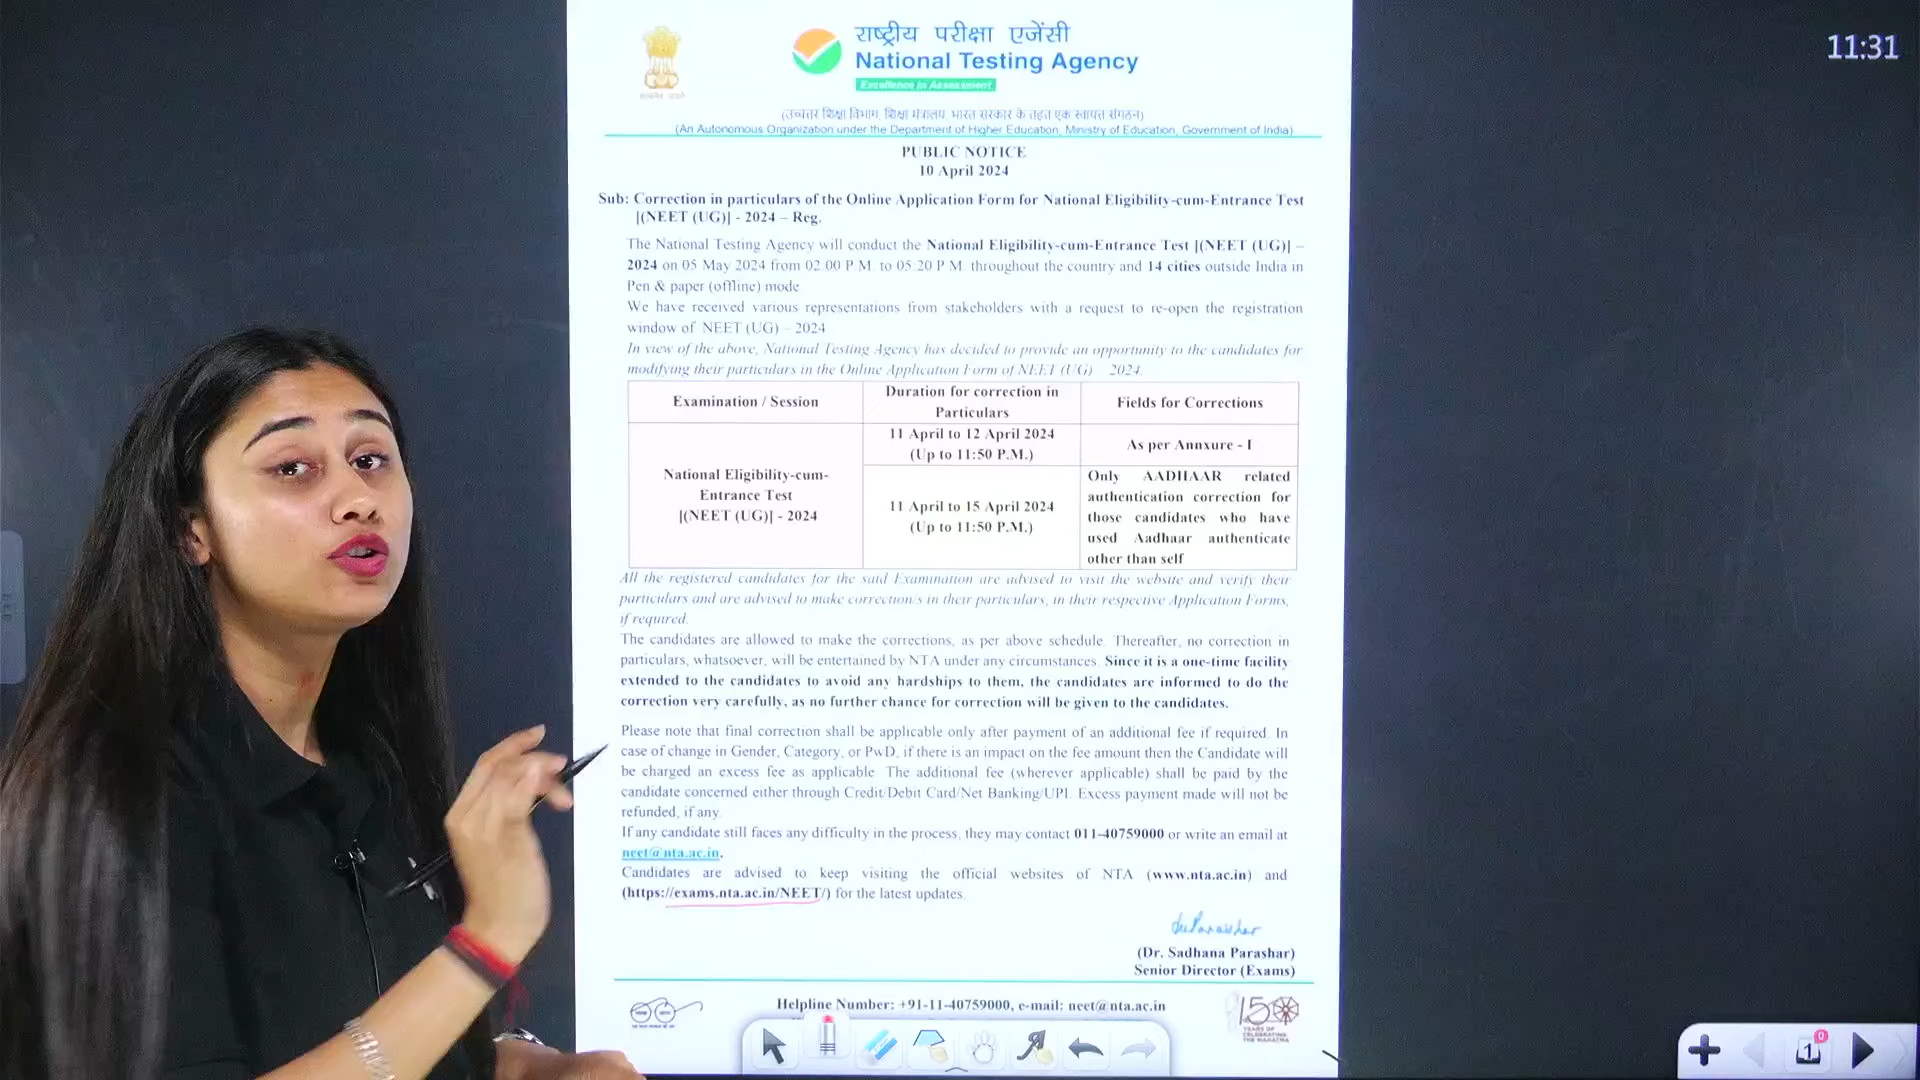 11:31
राष्ट्रीय परीक्षा एजेंसी
National Testing Agency
Excellence in Assessment
(उच्चतर शिक्षा विभाग, शिक्षा मंत्रालय, भारत सरकार के तहत एक स्वायत्त संगठन)
(An Autonomous Organization under the Department of Higher Education, Ministry of Education, Government of India)
PUBLIC NOTICE
10 April 2024
Sub: Correction in particulars of the Online Application Form for National Eligibility-cum-Entrance Test
[(NEET (UG)] - 2024 – Reg.
The National Testing Agency will conduct the National Eligibility-cum-Entrance Test [(NEET (UG)] –
2024 on 05 May 2024 from 02:00 P.M. to 05:20 P.M. throughout the country and 14 cities outside India in
Pen & paper (offline) mode
We have received various representations from stakeholders with a request to re-open the registration
window of NEET (UG) – 2024
In view of the above, National Testing Agency has decided to provide an opportunity to the candidates for
modifying their particulars in the Online Application Form of NEET (UG) – 2024.
Examination / Session
Duration for correction in
Particulars
Fields for Corrections
National Eligibility-cum-
Entrance Test
[(NEET (UG)] - 2024
11 April to 12 April 2024
(Up to 11:50 P.M.)
As per Annxure - I
11 April to 15 April 2024
(Up to 11:50 P.M.)
Only AADHAAR related
authentication correction for
those candidates who have
used Aadhaar authenticate
other than self
All the registered candidates for the said Examination are advised to visit the website and verify their
particulars and are advised to make correction/s in their particulars, in their respective Application Forms,
if required.
The candidates are allowed to make the corrections, as per above schedule. Thereafter, no correction in
particulars, whatsoever, will be entertained by NTA under any circumstances. Since it is a one-time facility
extended to the candidates to avoid any hardships to them, the candidates are informed to do the
correction very carefully, as no further chance for correction will be given to the candidates.
Please note that final correction shall be applicable only after payment of an additional fee if required. In
case of change in Gender, Category, or PwD, if there is an impact on the fee amount then the Candidate will
be charged an excess fee as applicable. The additional fee (wherever applicable) shall be paid by the
candidate concerned either through Credit/Debit Card/Net Banking/UPI. Excess payment made will not be
refunded, if any.
If any candidate still faces any difficulty in the process, they may contact 011-40759000 or write an email at
neet@nta.ac.in.
Candidates are advised to keep visiting the official websites of NTA (www.nta.ac.in) and
(https://exams.nta.ac.in/NEET/) for the latest updates.
(Dr. Sadhana Parashar)
Senior Director (Exams)
Helpline Number: +91-11-40759000, e-mail: neet@nta.ac.in
150
YEARS OF
CELEBRATING
THE MAHATMA
1
0